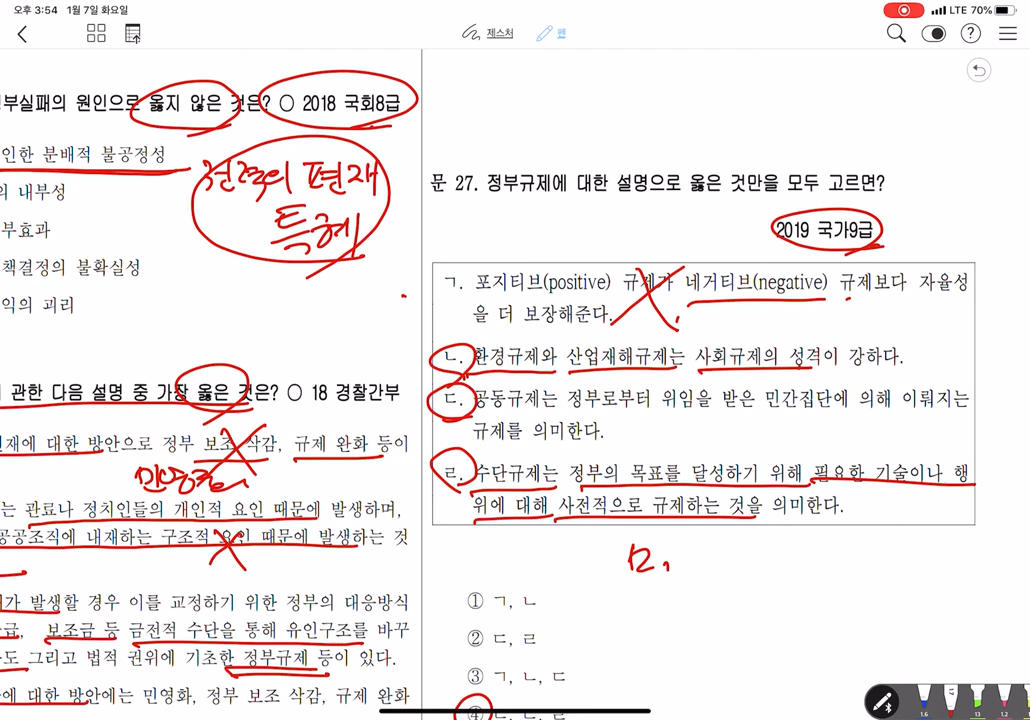 오후 3:54 1월 7일 화요일
LTE 70%
제스처 펜
부실패의 원인으로 옳지 않은 것은? ○ 2018 국회8급
인한 분배적 불공정성
의 내부성
부효과
책결정의 불확실성
익의 괴리
권력의 편재
특혜
관한 다음 설명 중 가장 옳은 것은? ○ 18 경찰간부
재에 대한 방안으로 정부 보조 삭감, 규제 완화 등이
민영화
는 관료나 정치인들의 개인적 요인 때문에 발생하며,
공공조직에 내재하는 구조적 요인 때문에 발생하는 것
가 발생할 경우 이를 교정하기 위한 정부의 대응방식
급, 보조금 등 금전적 수단을 통해 유인구조를 바꾸
도 그리고 법적 권위에 기초한 정부규제 등이 있다.
에 대한 방안에는 민영화, 정부 보조 삭감, 규제 완화
문 27. 정부규제에 대한 설명으로 옳은 것만을 모두 고르면?
2019 국가9급
ㄱ. 포지티브(positive) 규제가 네거티브(negative) 규제보다 자율성
을 더 보장해준다.
ㄴ. 환경규제와 산업재해규제는 사회규제의 성격이 강하다.
ㄷ. 공동규제는 정부로부터 위임을 받은 민간집단에 의해 이뤄지는
규제를 의미한다.
ㄹ. 수단규제는 정부의 목표를 달성하기 위해 필요한 기술이나 행
위에 대해 사전적으로 규제하는 것을 의미한다.
① ㄱ, ㄴ
② ㄷ, ㄹ
③ ㄱ, ㄴ, ㄷ
④ ㄴ, ㄷ, ㄹ
1.6 13 1.2